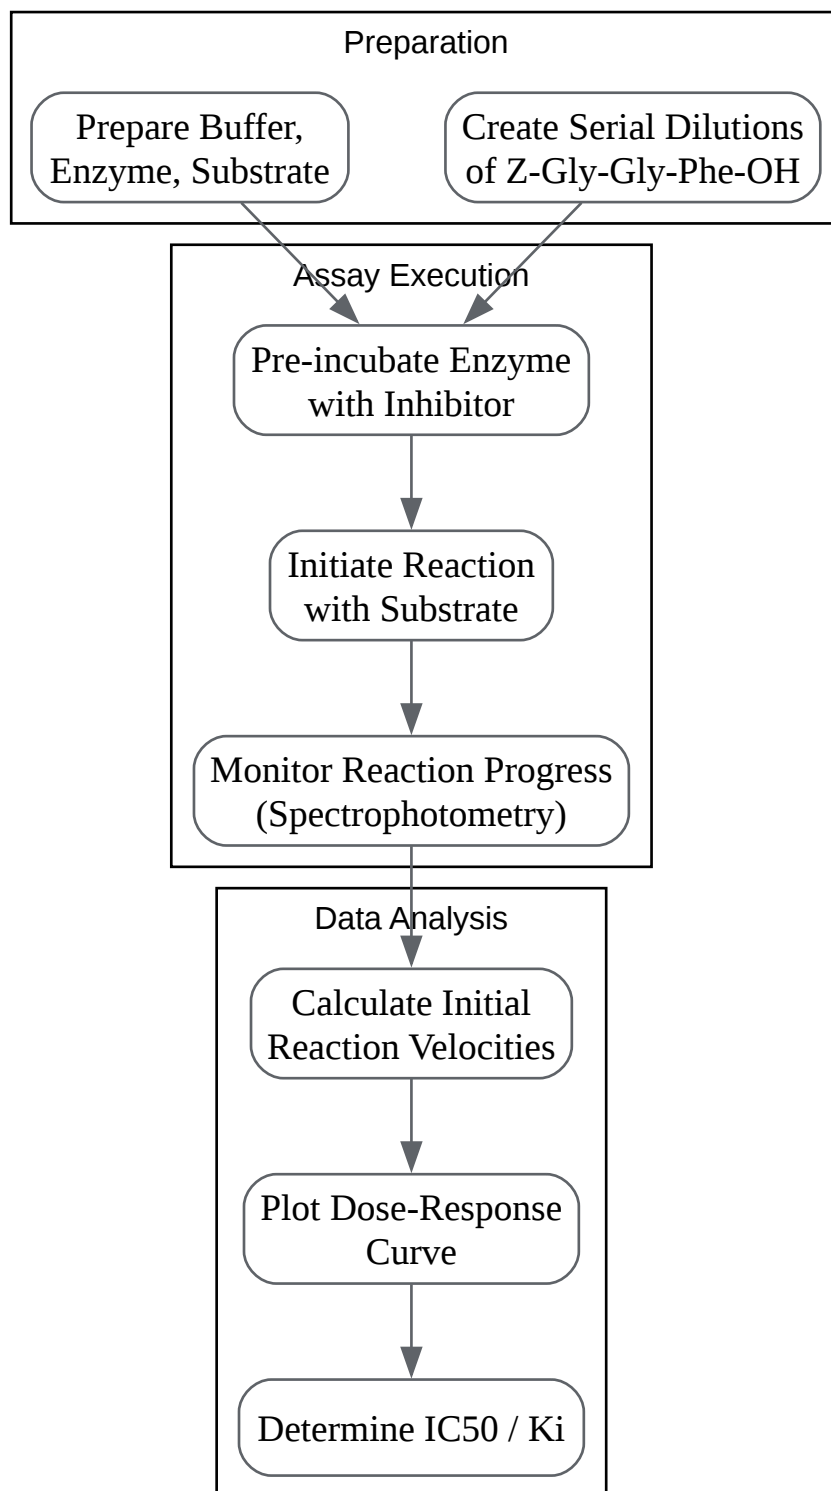 Preparation
Prepare Buffer,
Enzyme, Substrate
Create Serial Dilutions
of Z-Gly-Gly-Phe-OH
Assay Execution
Pre-incubate Enzyme
with Inhibitor
Initiate Reaction
with Substrate
Monitor Reaction Progress
(Spectrophotometry)
Data Analysis
Calculate Initial
Reaction Velocities
Plot Dose-Response
Curve
Determine IC50 / Ki